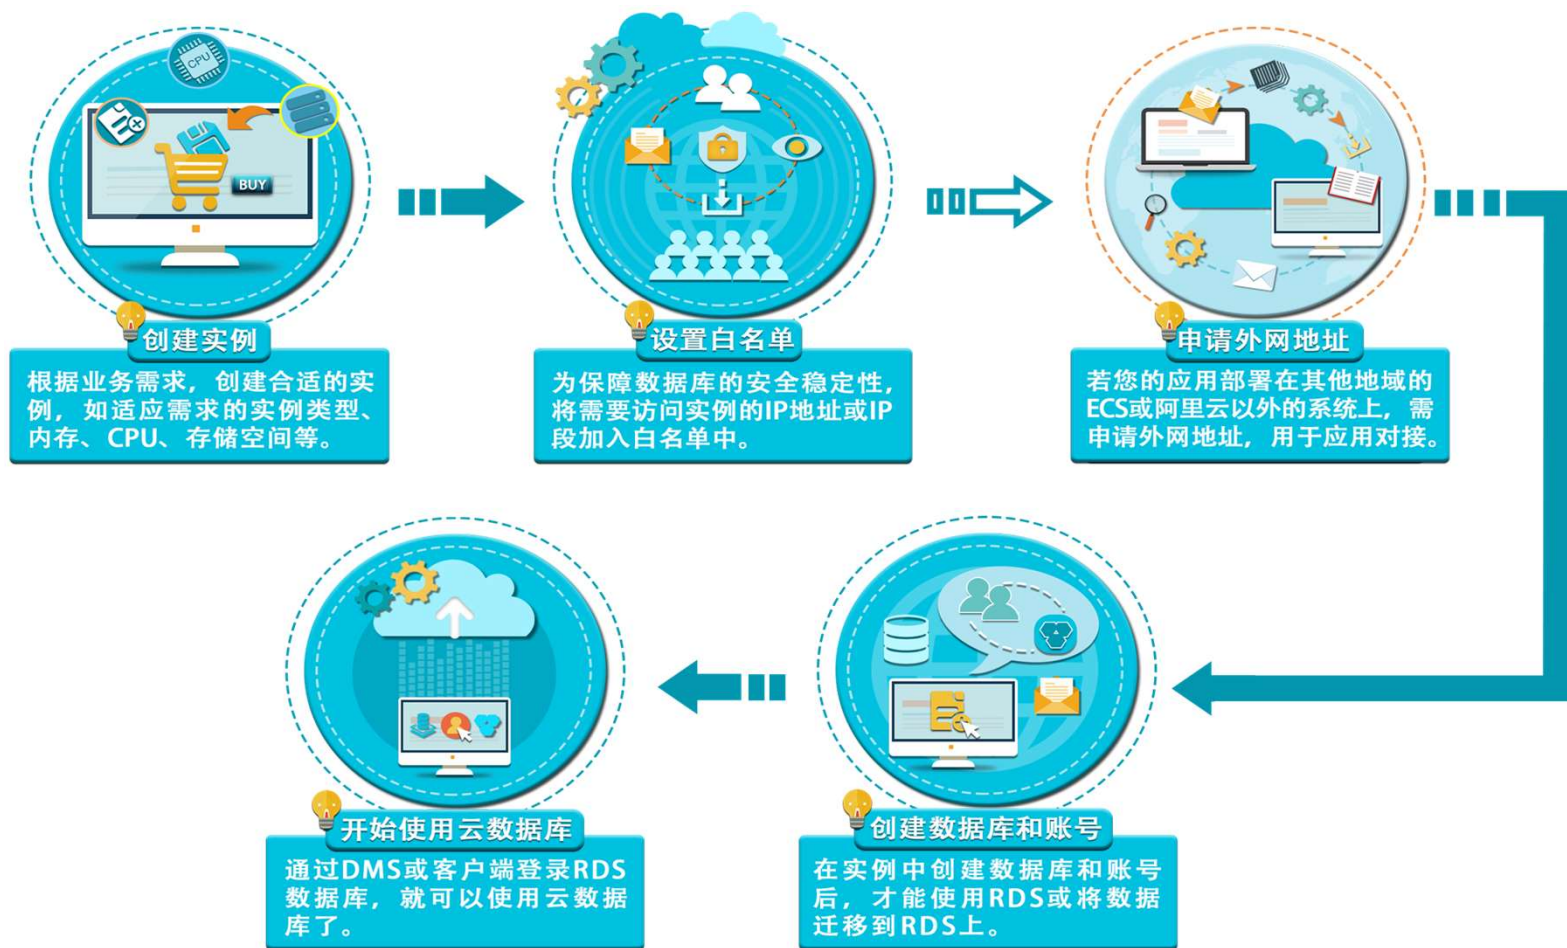 CPU
BUY
创建实例
根据业务需求，创建合适的实
例，如适应需求的实例类型、
内存、CPU、存储空间等。
设置白名单
为保障数据库的安全稳定性，
将需要访问实例的IP地址或IP
段加入白名单中。
申请外网地址
若您的应用部署在其他地域的
ECS或阿里云以外的系统上，需
申请外网地址，用于应用对接。
创建数据库和账号
在实例中创建数据库和账号
后，才能使用RDS或将数据
迁移到RDS上。
开始使用云数据库
通过DMS或客户端登录RDS
数据库，就可以使用云数据
库了。